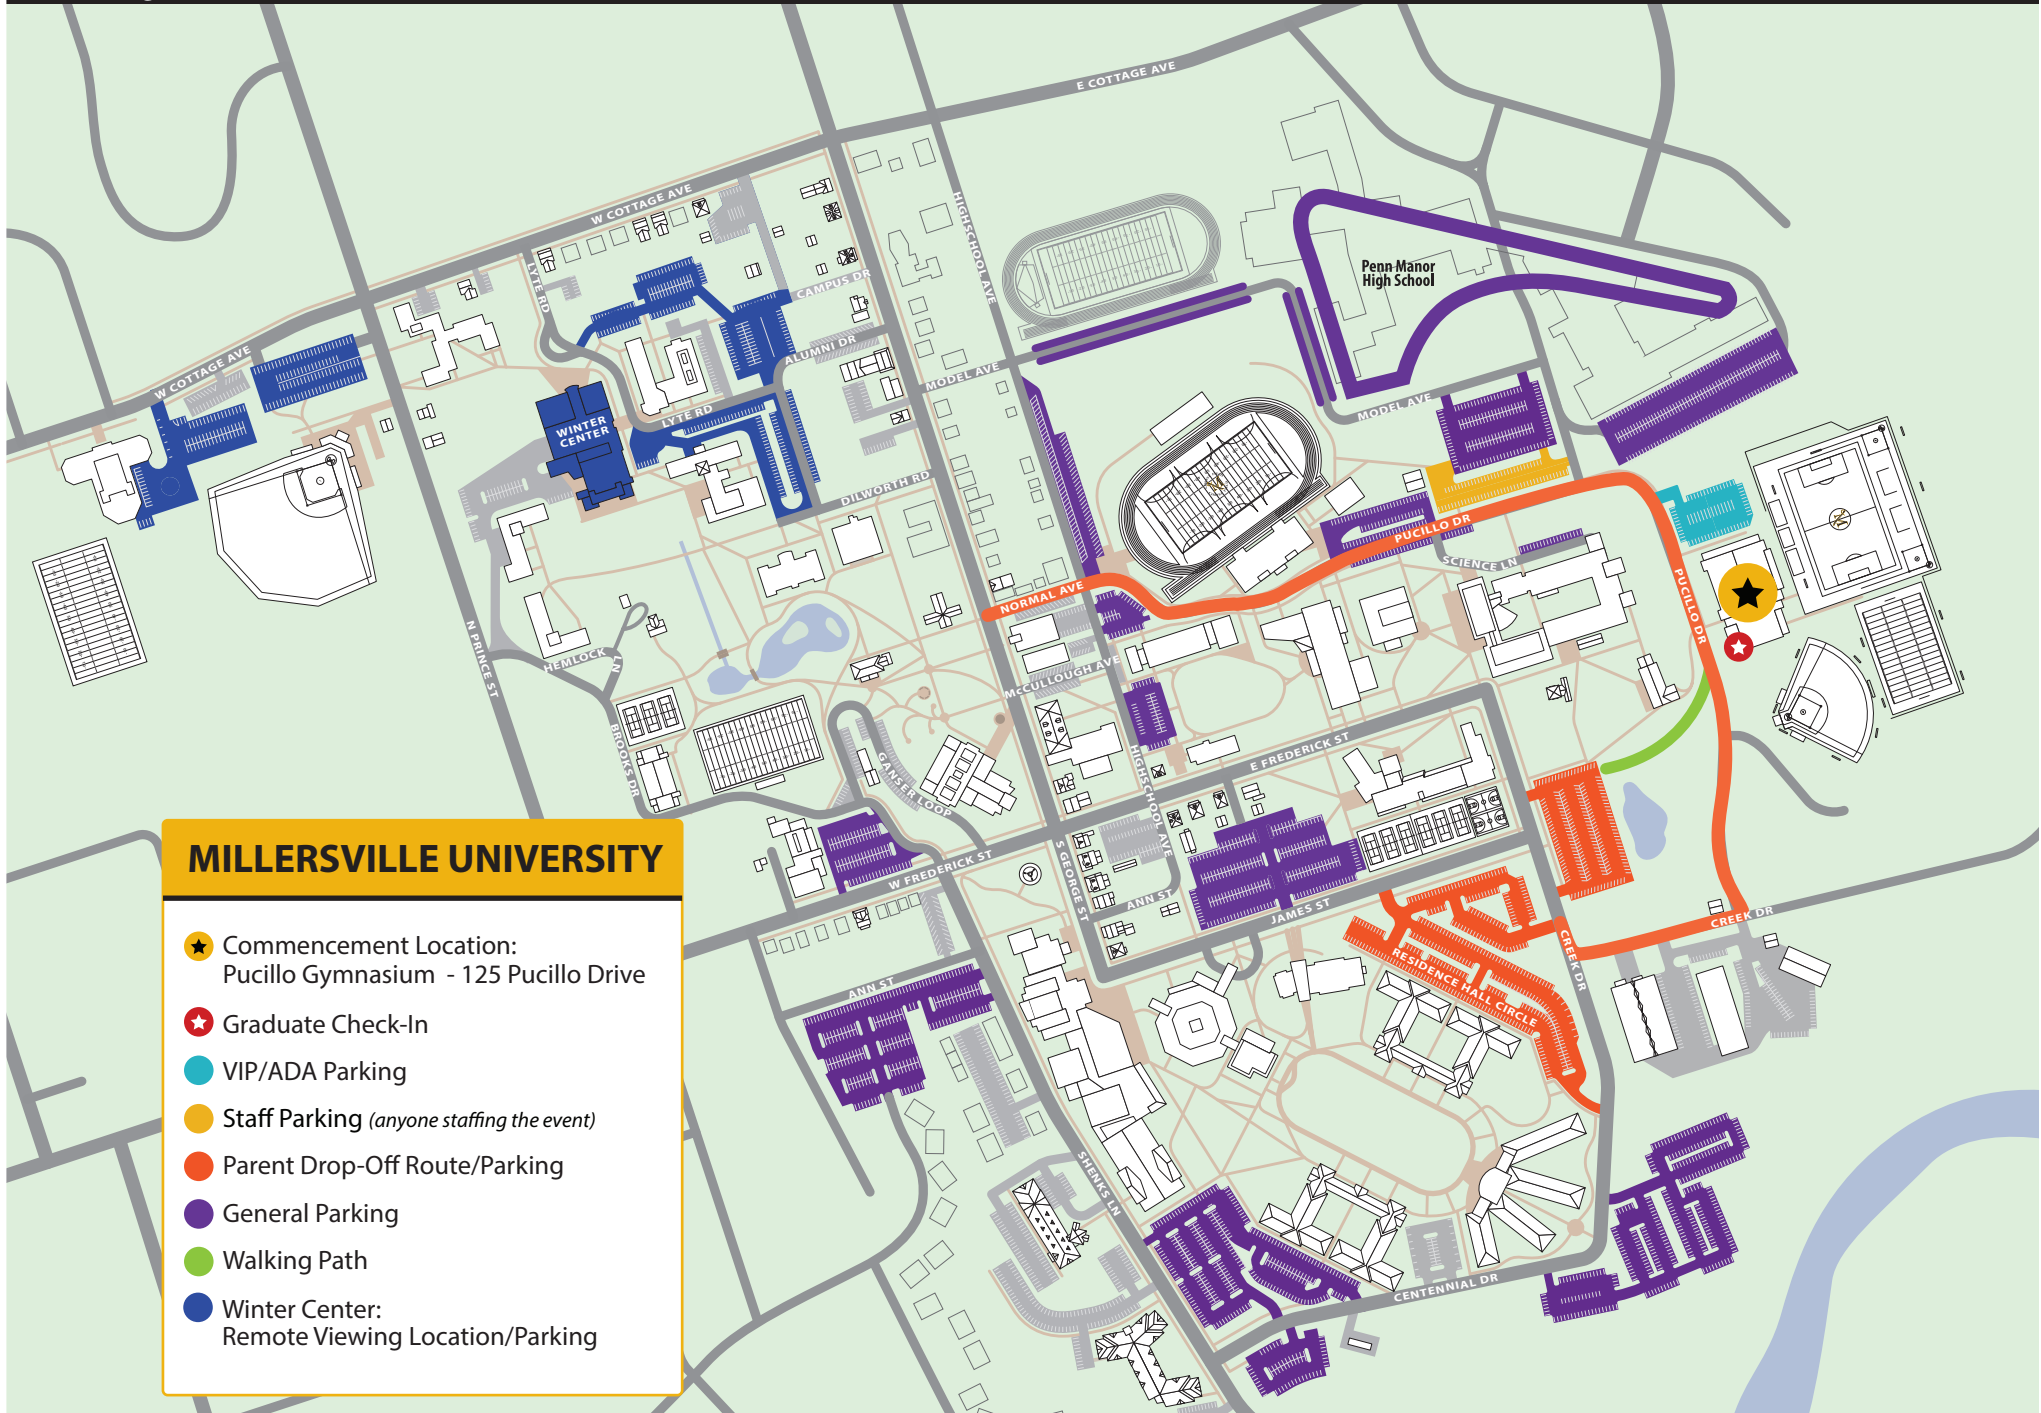 E COTTAGE AVE
W COTTAGE AVE
HIGHSCHOOL AVE
LYTE RD
CAMPUS DR
Penn Manor
High School
ALUMNI DR
W COTTAGE AVE
MODEL AVE
MODEL AVE
WINTER
CENTER
LYTE RD
DILWORTH RD
M
M
PUCILLO DR
SCIENCE LN
NORMAL AVE
PUCILLO DR
N PRINCE ST
HEMLOCK
LN
McCULLOUGH AVE
BROOKS DR
GANSER LOOP
HIGHSCHOOL AVE
E FREDERICK ST
W FREDERICK ST
S GEORGE ST
ANN ST
JAMES ST
CREEK DR
CREEK DR
RESIDENCE HALL CIRCLE
ANN ST
SHENKS LN
CENTENNIAL DR
MILLERSVILLE UNIVERSITY
Commencement Location:
Pucillo Gymnasium - 125 Pucillo Drive
Graduate Check-In
VIP/ADA Parking
Staff Parking (anyone staffing the event)
Parent Drop-Off Route/Parking
General Parking
Walking Path
Winter Center:
Remote Viewing Location/Parking